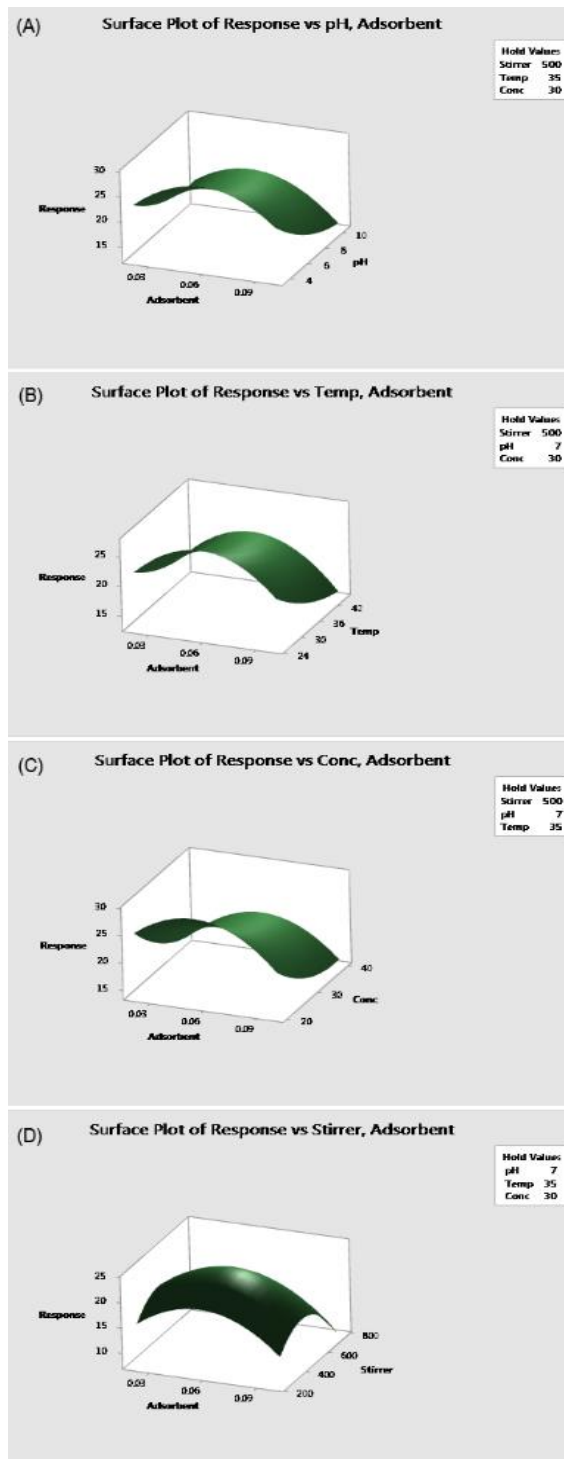 (A)
Surface Plot of Response vs pH, Adsorbent
Hold Values
Stirrer 500
Temp 35
Conc 30
30
25
Response
20
15
10
8
6
pH
4
0.03
0.06
0.09
Adsorbent
(B)
Surface Plot of Response vs Temp, Adsorbent
Hold Values
Stirrer 500
pH 7
Conc 30
25
Response
20
15
42
36
30
Temp
24
0.03
0.06
0.09
Adsorbent
(C)
Surface Plot of Response vs Conc, Adsorbent
Hold Values
Stirrer 500
pH 7
Temp 35
30
25
Response
20
15
40
30
Conc
20
0.03
0.06
0.09
Adsorbent
(D)
Surface Plot of Response vs Stirrer, Adsorbent
Hold Values
pH 7
Temp 35
Conc 30
25
20
Response
15
10
800
600
Stirrer
400
200
0.03
0.06
0.09
Adsorbent